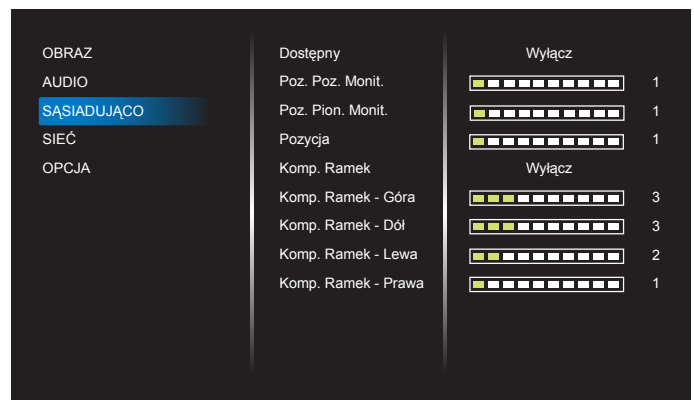 OBRAZ
AUDIO
SĄSIADUJĄCO
SIEĆ
OPCJA
Dostępny Wyłącz
Poz. Poz. Monit. 1
Poz. Pion. Monit. 1
Pozycja 1
Komp. Ramek Wyłącz
Komp. Ramek - Góra 3
Komp. Ramek - Dół 3
Komp. Ramek - Lewa 2
Komp. Ramek - Prawa 1